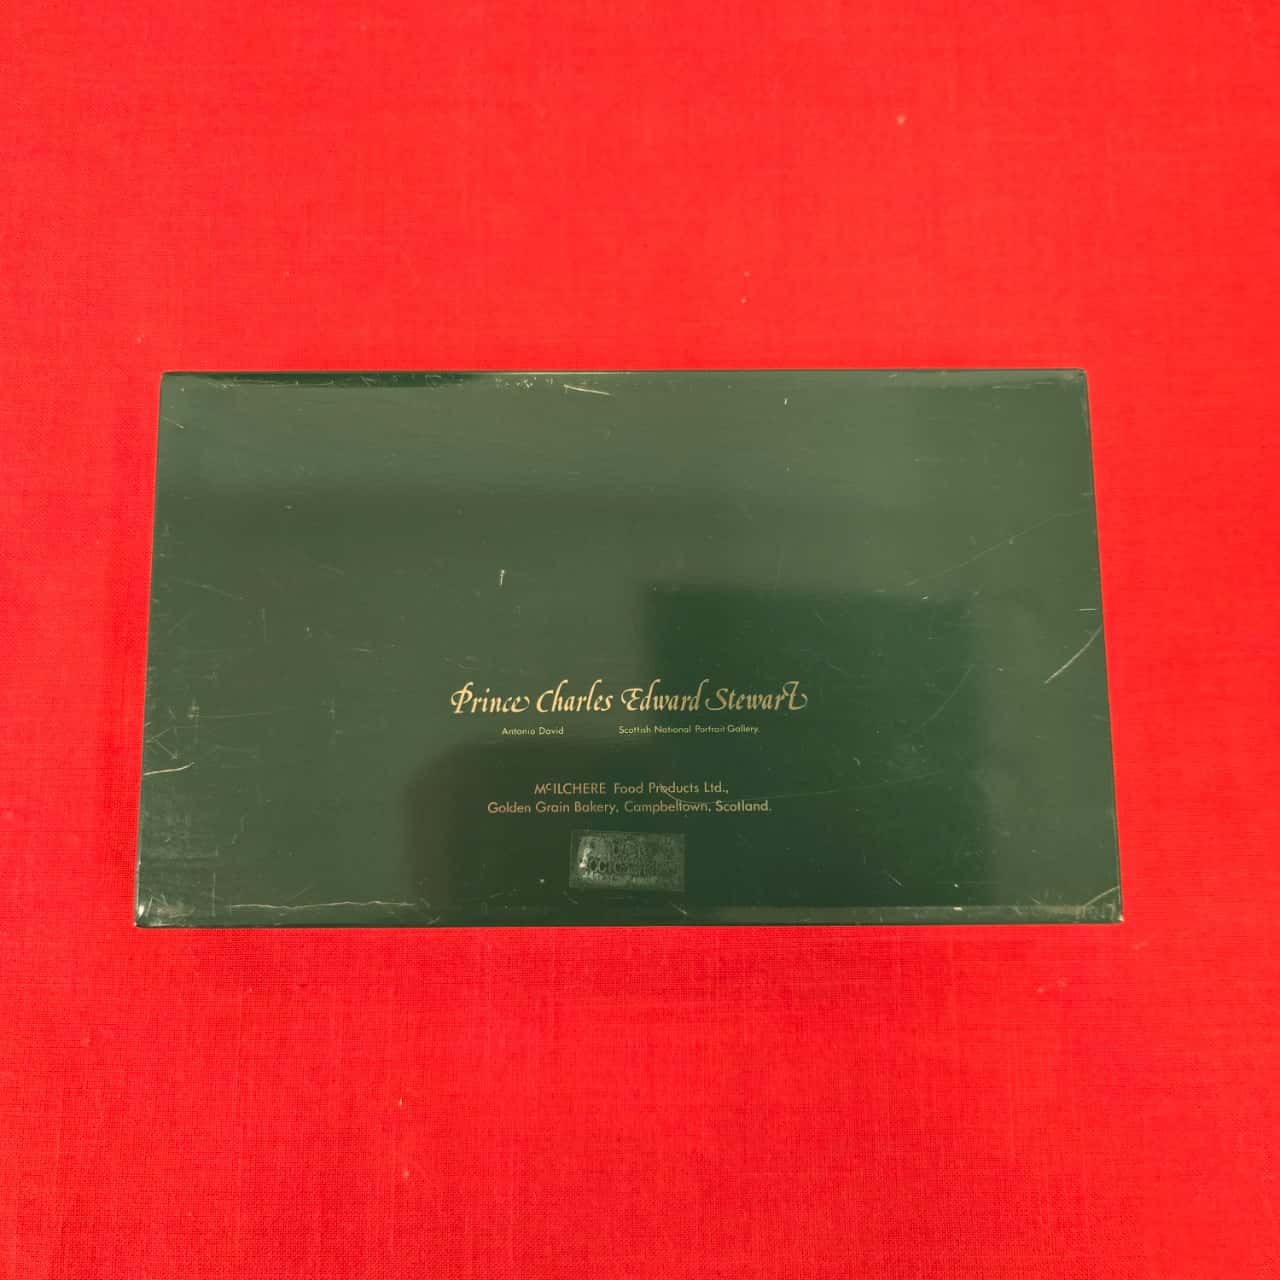 Prince Charles Edward Stewart
Antonio David Scottish National Portrait Gallery.
McILCHERE Food Products Ltd.,
Golden Grain Bakery, Campbeltown, Scotland.